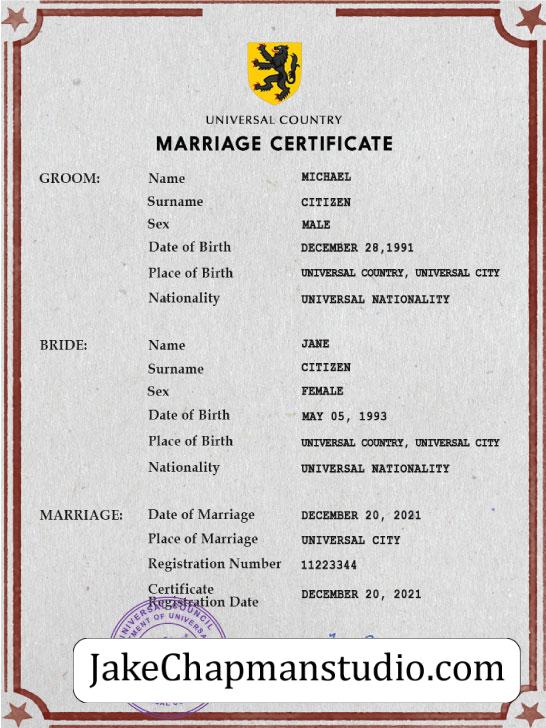 UNIVERSAL COUNTRY
MARRIAGE CERTIFICATE
GROOM: Name MICHAEL
Surname CITIZEN
Sex MALE
Date of Birth DECEMBER 28,1991
Place of Birth UNIVERSAL COUNTRY, UNIVERSAL CITY
Nationality UNIVERSAL NATIONALITY
BRIDE: Name JANE
Surname CITIZEN
Sex FEMALE
Date of Birth MAY 05, 1993
Place of Birth UNIVERSAL COUNTRY, UNIVERSAL CITY
Nationality UNIVERSAL NATIONALITY
MARRIAGE: Date of Marriage DECEMBER 20, 2021
Place of Marriage UNIVERSAL CITY
Registration Number 11223344
Certificate
Registration Date DECEMBER 20, 2021
UNIVERSAL COUNCIL
OF UNIVERSAL
JakeChapmanstudio.com